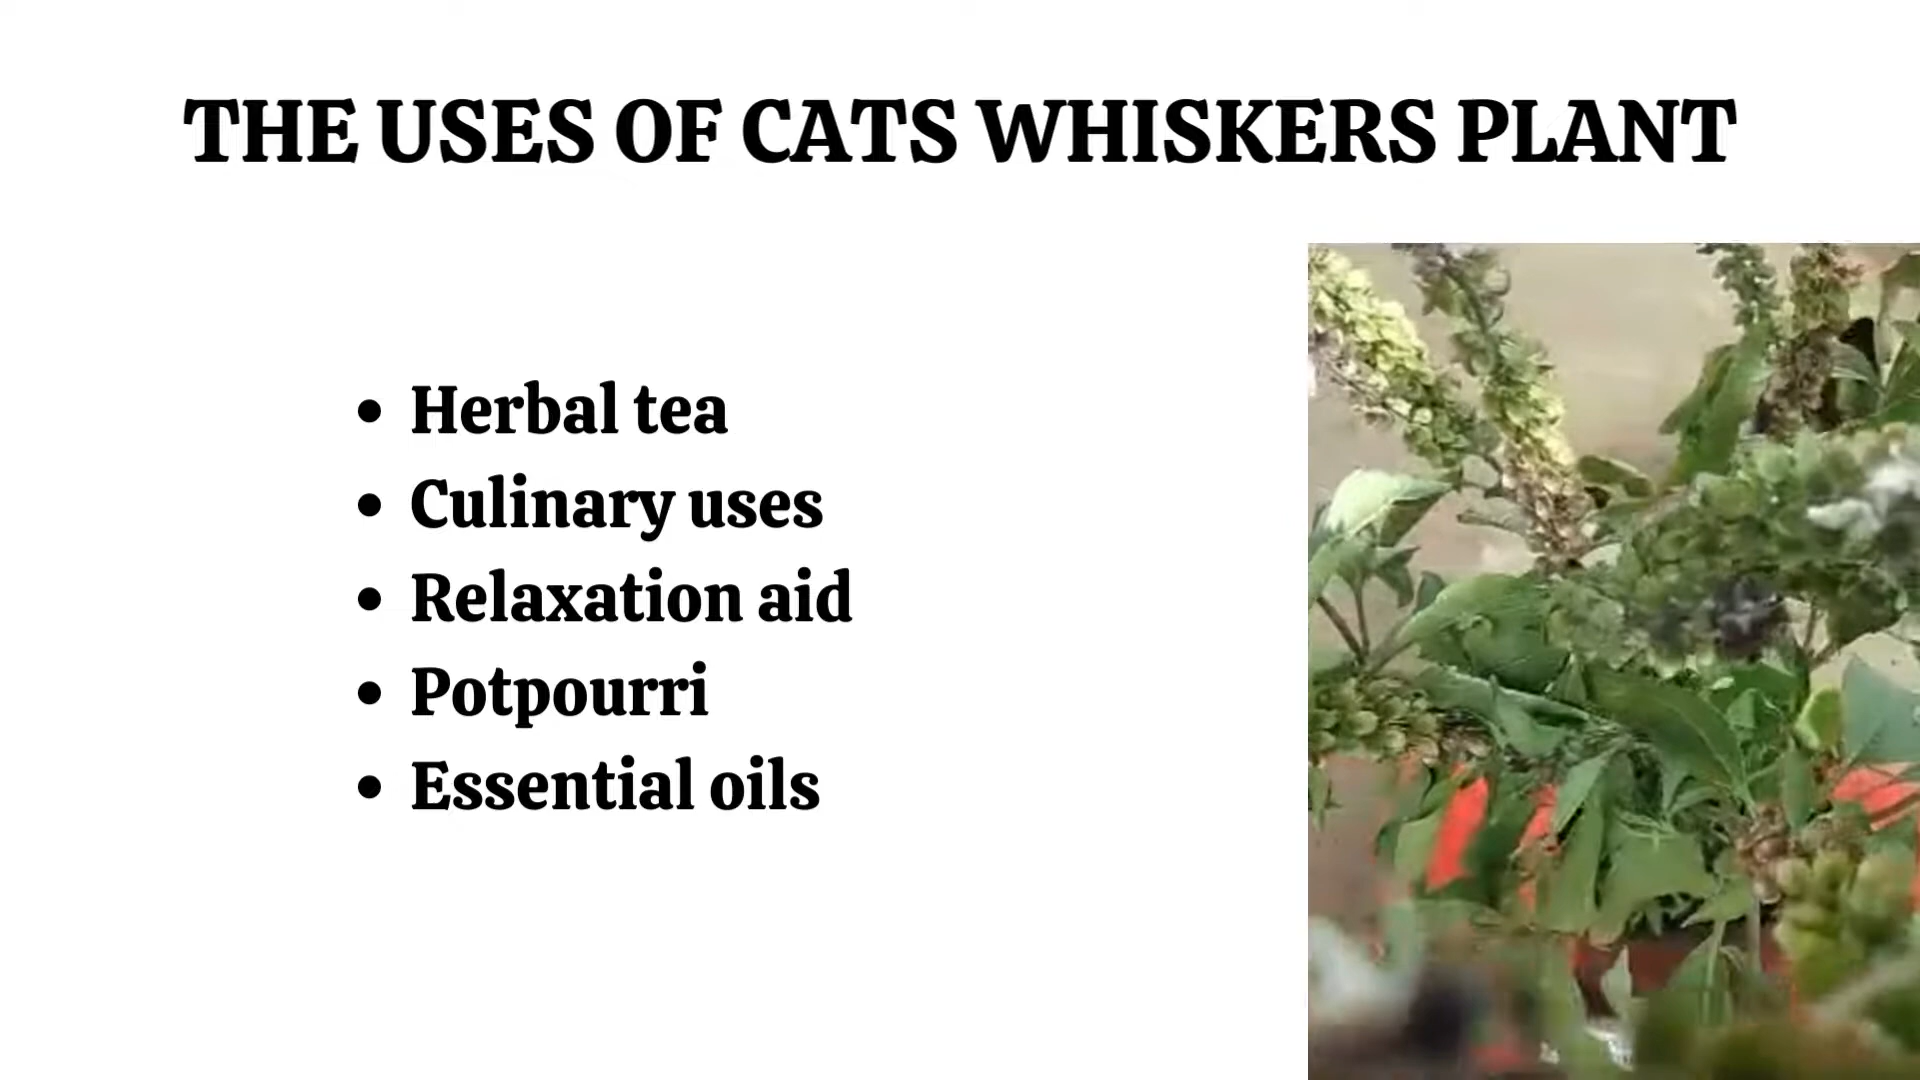 THE USES OF CATS WHISKERS PLANT
• Herbal tea
• Culinary uses
• Relaxation aid
• Potpourri
• Essential oils